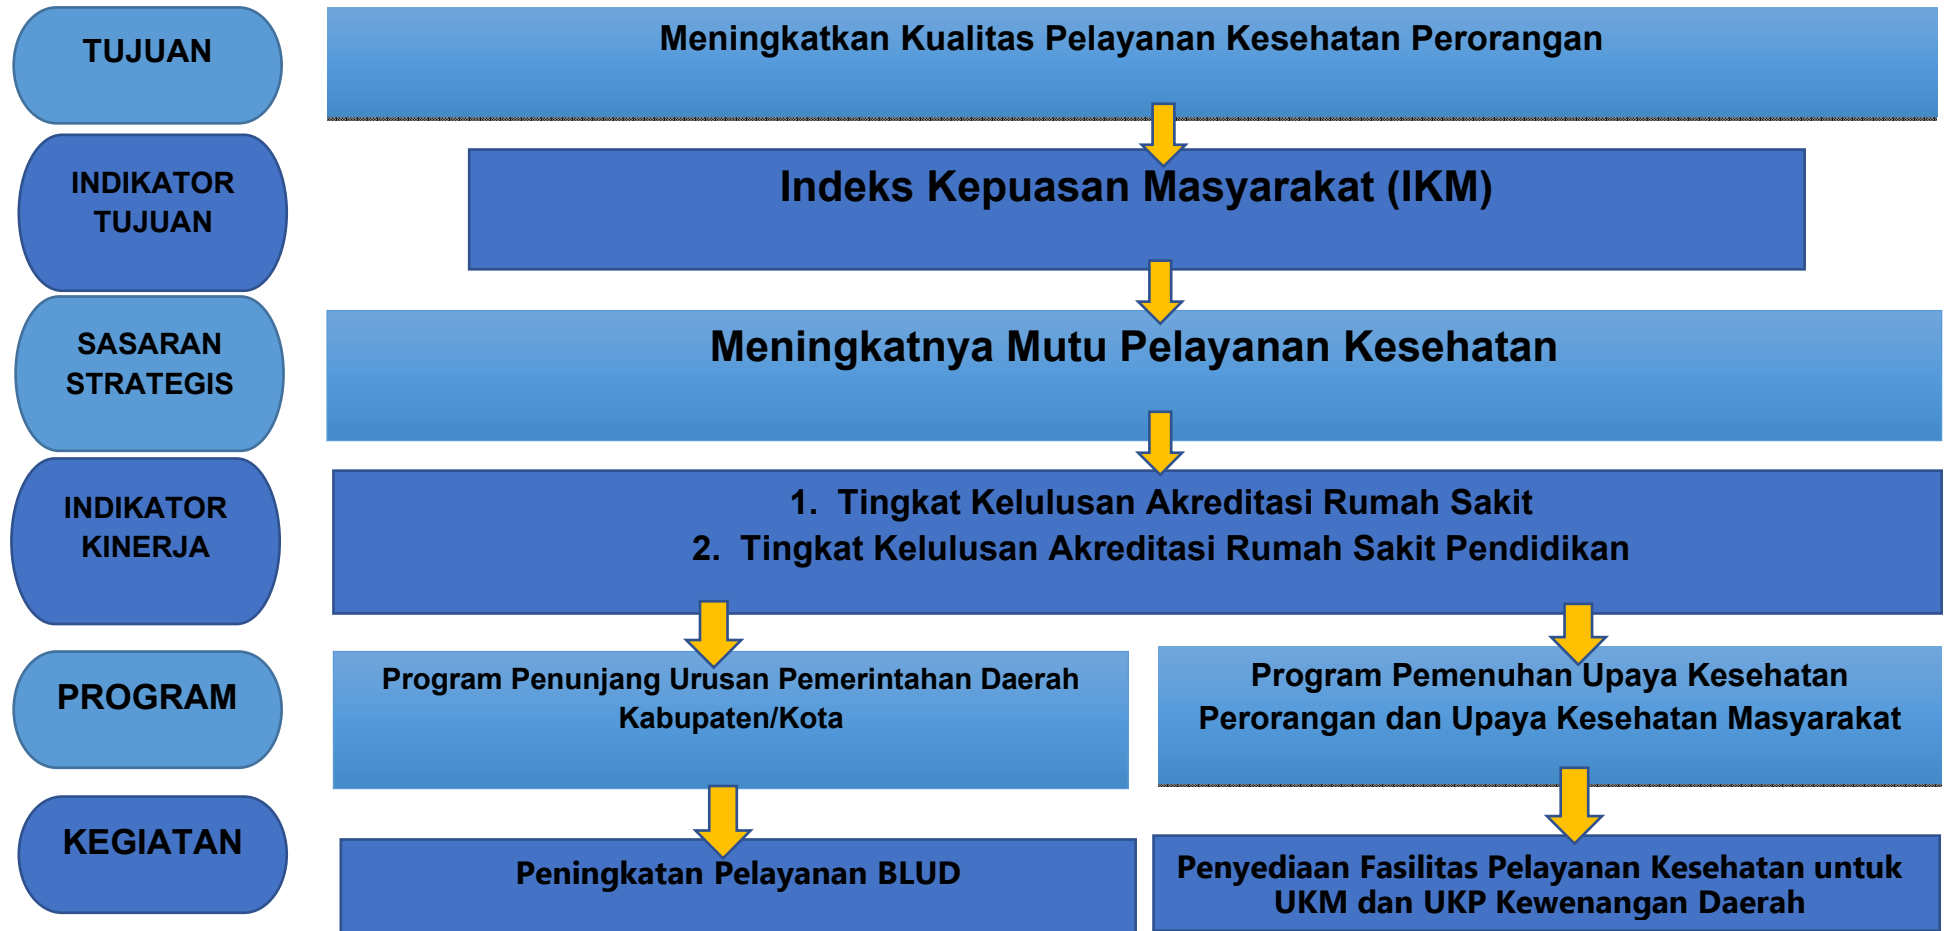 TUJUAN
Meningkatkan Kualitas Pelayanan Kesehatan Perorangan
INDIKATOR
TUJUAN
Indeks Kepuasan Masyarakat (IKM)
SASARAN
STRATEGIS
Meningkatnya Mutu Pelayanan Kesehatan
INDIKATOR
KINERJA
1. Tingkat Kelulusan Akreditasi Rumah Sakit
2. Tingkat Kelulusan Akreditasi Rumah Sakit Pendidikan
PROGRAM
Program Penunjang Urusan Pemerintahan Daerah
Kabupaten/Kota
Program Pemenuhan Upaya Kesehatan
Perorangan dan Upaya Kesehatan Masyarakat
KEGIATAN
Peningkatan Pelayanan BLUD
Penyediaan Fasilitas Pelayanan Kesehatan untuk
UKM dan UKP Kewenangan Daerah